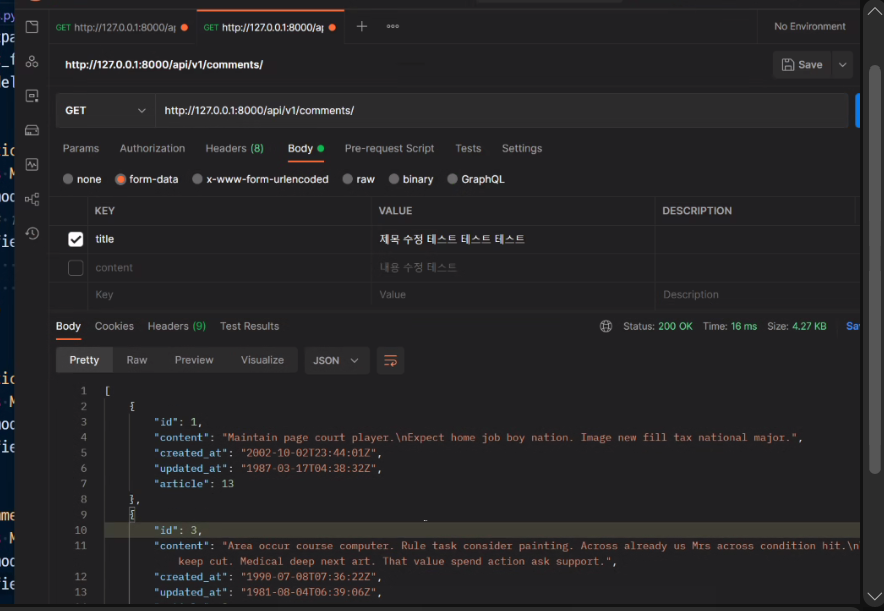 GET http://127.0.0.1:8000/ap
GET http://127.0.0.1:8000/ap
No Environment
http://127.0.0.1:8000/api/v1/comments/
Save
GET
http://127.0.0.1:8000/api/v1/comments/
Params Authorization Headers (8) Body Pre-request Script Tests Settings
none form-data x-www-form-urlencoded raw binary GraphQL
KEY VALUE DESCRIPTION
title 제목 수정 테스트 테스트 테스트
content 내용 수정 테스트
Key Value Description
Body Cookies Headers (9) Test Results Status: 200 OK Time: 16 ms Size: 4.27 KB
Pretty Raw Preview Visualize JSON
1 [
2 {
3 "id": 1,
4 "content": "Maintain page court player.\nExpect home job boy nation. Image new fill tax national major.",
5 "created_at": "2002-10-02T23:44:01Z",
6 "updated_at": "1987-03-17T04:38:32Z",
7 "article": 13
8 },
9 {
10 "id": 3,
11 "content": "Area occur course computer. Rule task consider painting. Across already us Mrs across condition hit.\n
keep cut. Medical deep next art. That value spend action ask support.",
12 "created_at": "1990-07-08T07:36:22Z",
13 "updated_at": "1981-08-04T06:39:06Z",